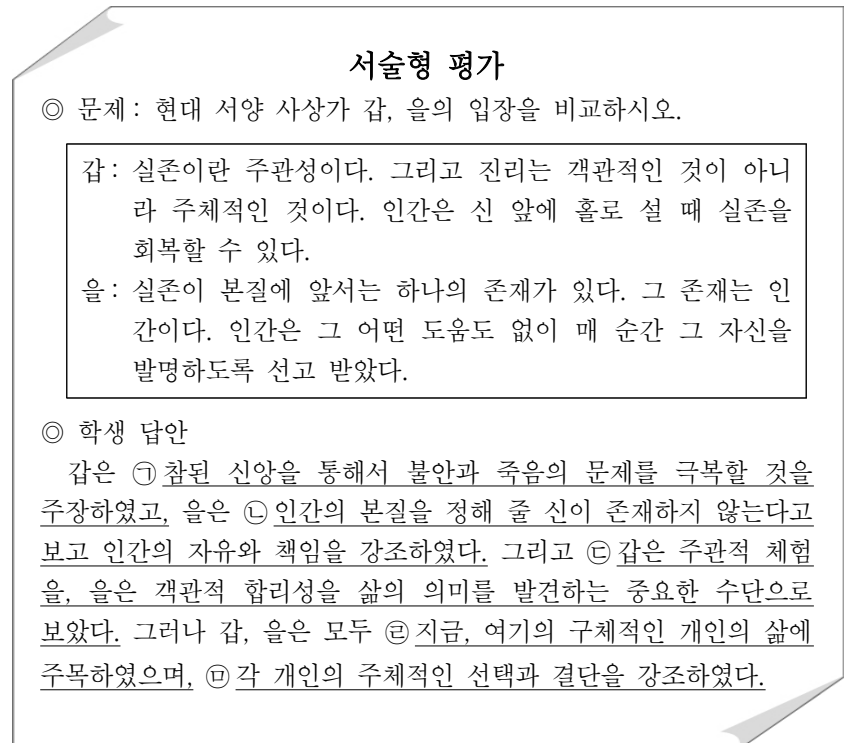 서술형 평가
◎ 문제: 현대 서양 사상가 갑, 을의 입장을 비교하시오.
갑: 실존이란 주관성이다. 그리고 진리는 객관적인 것이 아니
라 주체적인 것이다. 인간은 신 앞에 홀로 설 때 실존을
회복할 수 있다.
을: 실존이 본질에 앞서는 하나의 존재가 있다. 그 존재는 인
간이다. 인간은 그 어떤 도움도 없이 매 순간 그 자신을
발명하도록 선고 받았다.
◎ 학생 답안
갑은 ㉠참된 신앙을 통해서 불안과 죽음의 문제를 극복할 것을
주장하였고, 을은 ㉡인간의 본질을 정해 줄 신이 존재하지 않는다고
보고 인간의 자유와 책임을 강조하였다. 그리고 ㉢갑은 주관적 체험
을, 을은 객관적 합리성을 삶의 의미를 발견하는 중요한 수단으로
보았다. 그러나 갑, 을은 모두 ㉣지금, 여기의 구체적인 개인의 삶에
주목하였으며, ㉤각 개인의 주체적인 선택과 결단을 강조하였다.